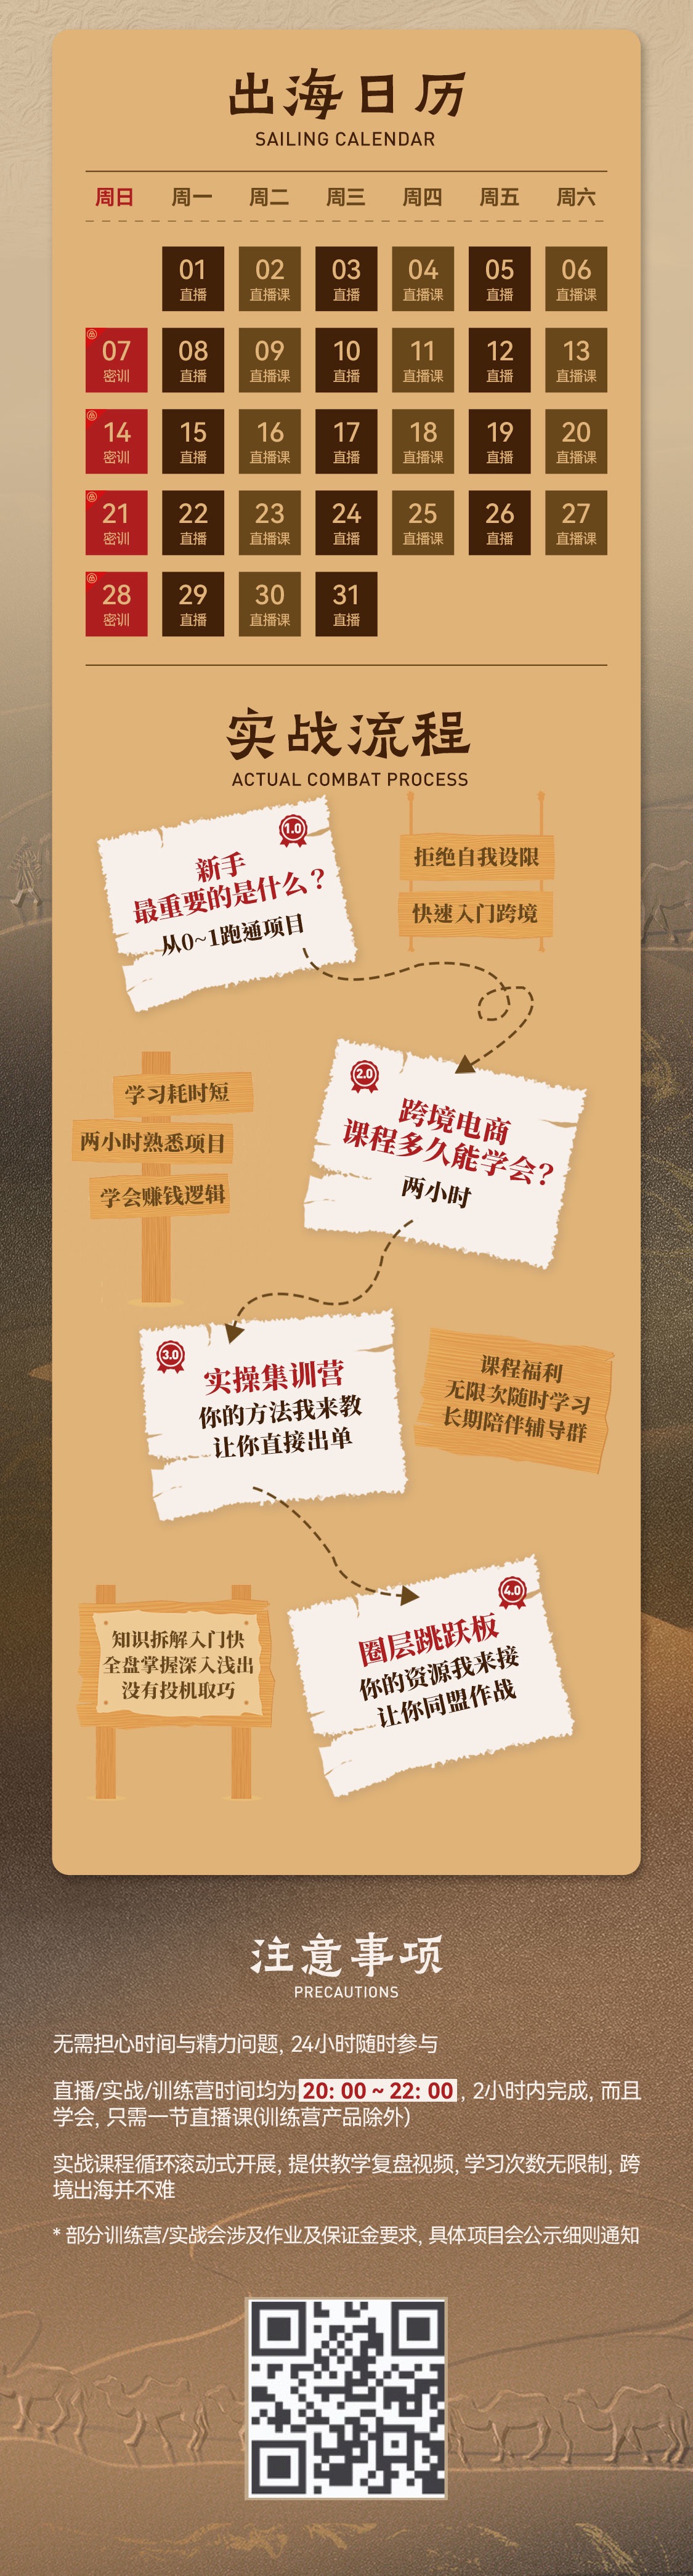 出海日历
SAILING CALENDAR
周日 周一 周二 周三 周四 周五 周六
01 02 03 04 05 06
直播 直播课 直播 直播课 直播 直播课
07 08 09 10 11 12 13
密训 直播 直播课 直播 直播课 直播 直播课
14 15 16 17 18 19 20
密训 直播 直播课 直播 直播课 直播 直播课
21 22 23 24 25 26 27
密训 直播 直播课 直播 直播课 直播 直播课
28 29 30 31
密训 直播 直播课 直播
实战流程
ACTUAL COMBAT PROCESS
1.0
新手
最重要的是什么？
从0~1跑通项目
拒绝自我设限
快速入门跨境
学习耗时短
两小时熟悉项目
学会赚钱逻辑
2.0
跨境电商
课程多久能学会?
两小时
3.0
实操集训营
你的方法我来教
让你直接出单
课程福利
无限次随时学习
长期陪伴辅导群
知识拆解入门快
全盘掌握深入浅出
没有投机取巧
4.0
圈层跳跃板
你的资源我来接
让你同盟作战
注意事项
PRECAUTIONS
无需担心时间与精力问题, 24小时随时参与
直播/实战/训练营时间均为 20: 00 ~ 22: 00 , 2小时内完成, 而且
学会, 只需一节直播课(训练营产品除外)
实战课程循环滚动式开展, 提供教学复盘视频, 学习次数无限制, 跨
境出海并不难
* 部分训练营/实战会涉及作业及保证金要求, 具体项目会公示细则通知